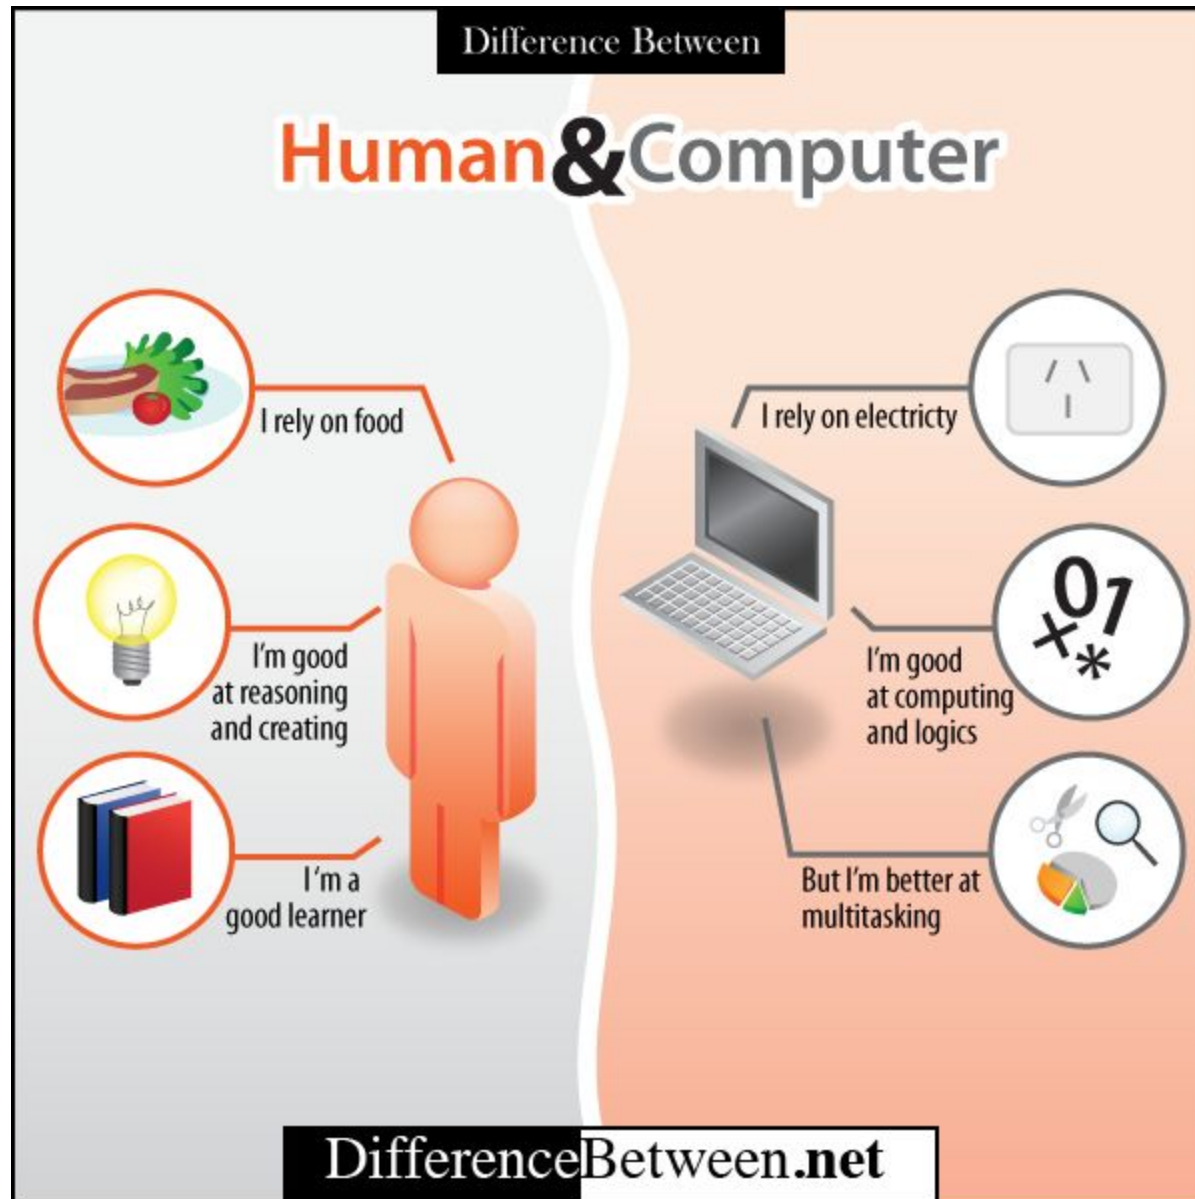 Difference Between
Human&Computer
I rely on food
I'm good
at reasoning
and creating
I'm a
good learner
I rely on electricty
I'm good
at computing
and logics
But I'm better at
multitasking
01
×*
DifferenceBetween.net